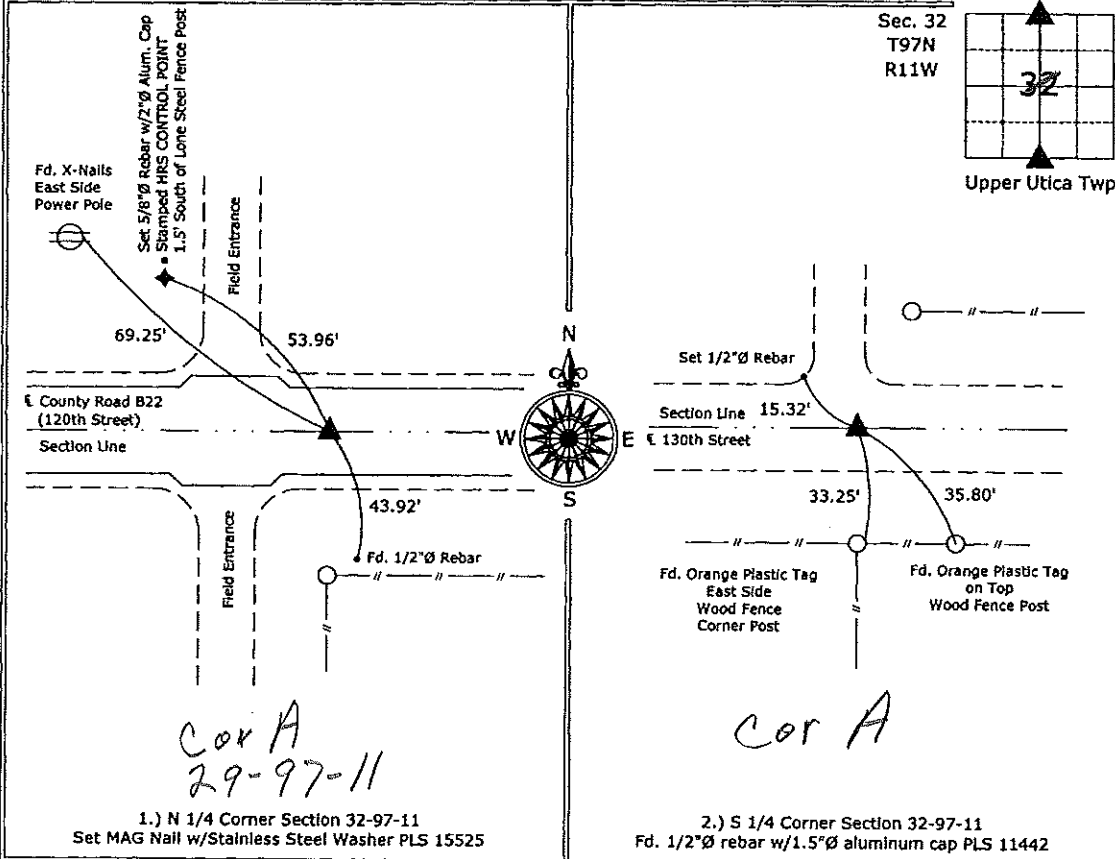 Sec. 32
T97N
R11W
32
Upper Utica Twp
Set 5/8"Ø Rebar w/2"Ø Alum. Cap
Stamped HRS CONTROL POINT
1.5' South of Lone Steel Fence Post
Fd. X-Nails
East Side
Power Pole
Field Entrance
69.25'
53.96'
℄ County Road B22
(120th Street)
Section Line
43.92'
Fd. 1/2"Ø Rebar
Field Entrance
Cor A
29-97-11
1.) N 1/4 Corner Section 32-97-11
Set MAG Nail w/Stainless Steel Washer PLS 15525
N
W
E
S
Set 1/2"Ø Rebar
Section Line
15.32'
℄ 130th Street
33.25'
35.80'
Fd. Orange Plastic Tag
East Side
Wood Fence
Corner Post
Fd. Orange Plastic Tag
on Top
Wood Fence Post
Cor A
2.) S 1/4 Corner Section 32-97-11
Fd. 1/2"Ø rebar w/1.5"Ø aluminum cap PLS 11442